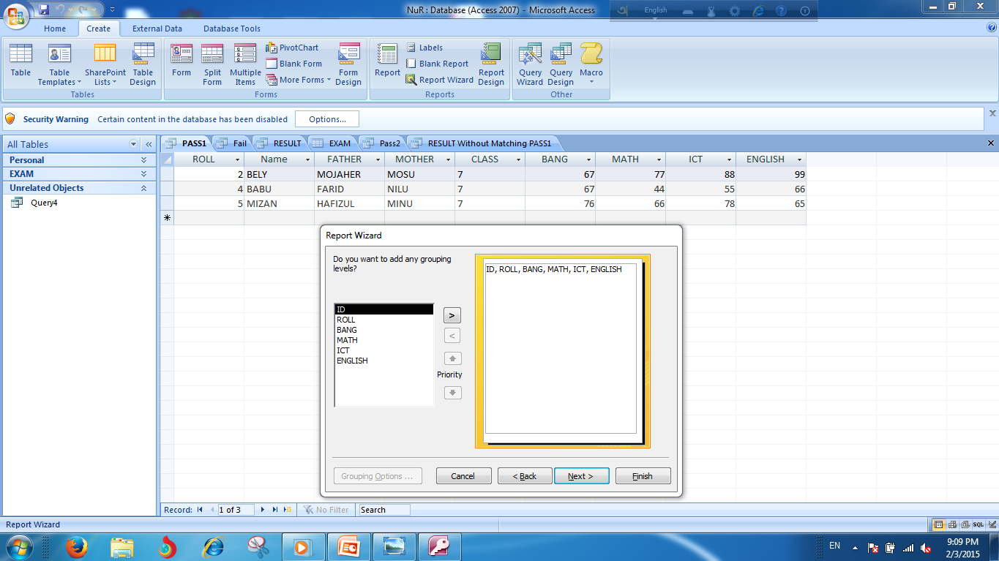 NuR : Database (Access 2007) - Microsoft Access
English
Home Create External Data Database Tools
Table
Table Templates
SharePoint Lists
Table Design
Tables
Form
Split Form
Multiple Items
PivotChart
Blank Form
More Forms
Form Design
Forms
Report
Labels
Blank Report
Report Wizard
Report Design
Reports
Query Wizard
Query Design
Macro
Other
Security Warning Certain content in the database has been disabled Options...
All Tables
Personal
EXAM
Unrelated Objects
Query4
PASS1 Fail RESULT EXAM Pass2 RESULT Without Matching PASS1
ROLL Name FATHER MOTHER CLASS BANG MATH ICT ENGLISH
2 BELY MOJAHER MOSU 7 67 77 88 99
4 BABU FARID NILU 7 67 44 55 66
5 MIZAN HAFIZUL MINU 7 76 66 78 65
Report Wizard
Do you want to add any grouping
levels?
ID
ROLL
BANG
MATH
ICT
ENGLISH
>
<
Priority
ID, ROLL, BANG, MATH, ICT, ENGLISH
Grouping Options ... Cancel < Back Next > Finish
Record: 1 of 3 No Filter Search
Report Wizard
SQL
EN
9:09 PM
2/3/2015